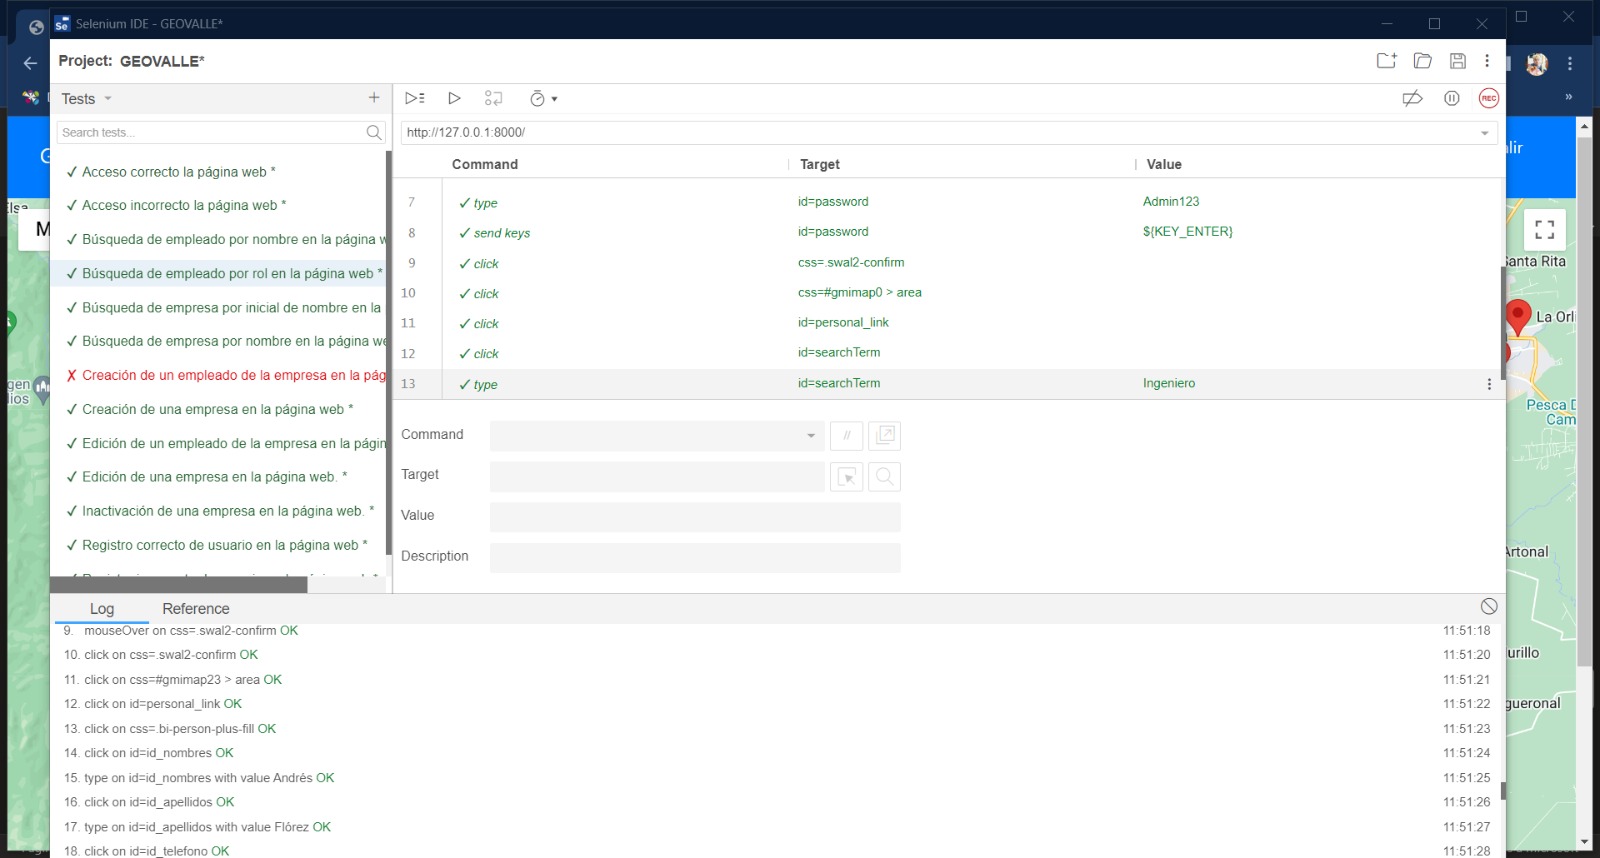 Selenium IDE - GEOVALLE*
Project: GEOVALLE*
Tests
Search tests...
http://127.0.0.1:8000/
REC
Command Target Value
✓ Acceso correcto la página web *
✓ Acceso incorrecto la página web *
✓ Búsqueda de empleado por nombre en la página w
✓ Búsqueda de empleado por rol en la página web *
✓ Búsqueda de empresa por inicial de nombre en la
✓ Búsqueda de empresa por nombre en la página we
✗ Creación de un empleado de la empresa en la pág
✓ Creación de una empresa en la página web *
✓ Edición de un empleado de la empresa en la págin
✓ Edición de una empresa en la página web. *
✓ Inactivación de una empresa en la página web. *
✓ Registro correcto de usuario en la página web *
7 ✓ type id=password Admin123
8 ✓ send keys id=password ${KEY_ENTER}
9 ✓ click css=.swal2-confirm
10 ✓ click css=#gmimap0 > area
11 ✓ click id=personal_link
12 ✓ click id=searchTerm
13 ✓ type id=searchTerm Ingeniero
Command
//
Target
Value
Description
Log Reference
9. mouseOver on css=.swal2-confirm OK 11:51:18
10. click on css=.swal2-confirm OK 11:51:20
11. click on css=#gmimap23 > area OK 11:51:21
12. click on id=personal_link OK 11:51:22
13. click on css=.bi-person-plus-fill OK 11:51:23
14. click on id=id_nombres OK 11:51:24
15. type on id=id_nombres with value Andrés OK 11:51:25
16. click on id=id_apellidos OK 11:51:26
17. type on id=id_apellidos with value Flórez OK 11:51:27
18. click on id=id_telefono OK 11:51:28
lir
Elsa
M
gen
lios
Santa Rita
La Orli
Pesca D
Cam
Artonal
urillo
gueronal